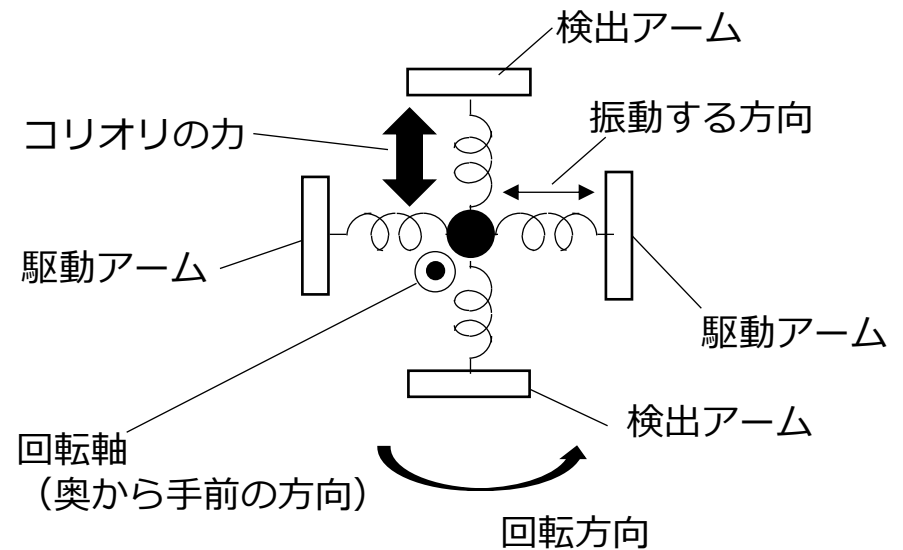 検出アーム
振動する方向
コリオリの力
駆動アーム
駆動アーム
検出アーム
回転軸
（奥から手前の方向）
回転方向